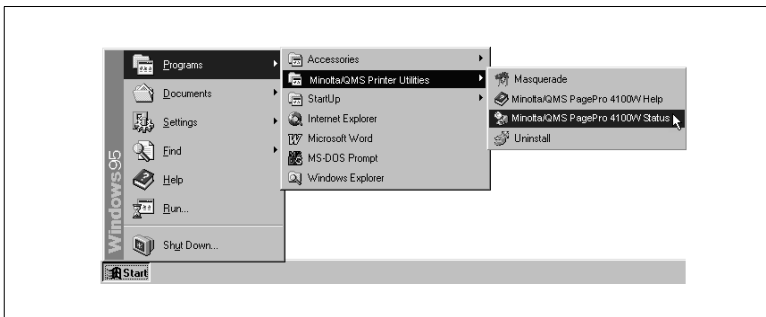 Programs
Documents
Settings
Find
Help
Run...
Shut Down...
Windows95
Start
Accessories
Minolta/QMS Printer Utilities
StartUp
Internet Explorer
Microsoft Word
MS-DOS Prompt
Windows Explorer
Masquerade
Minolta/QMS PagePro 4100W Help
Minolta/QMS PagePro 4100W Status
Uninstall